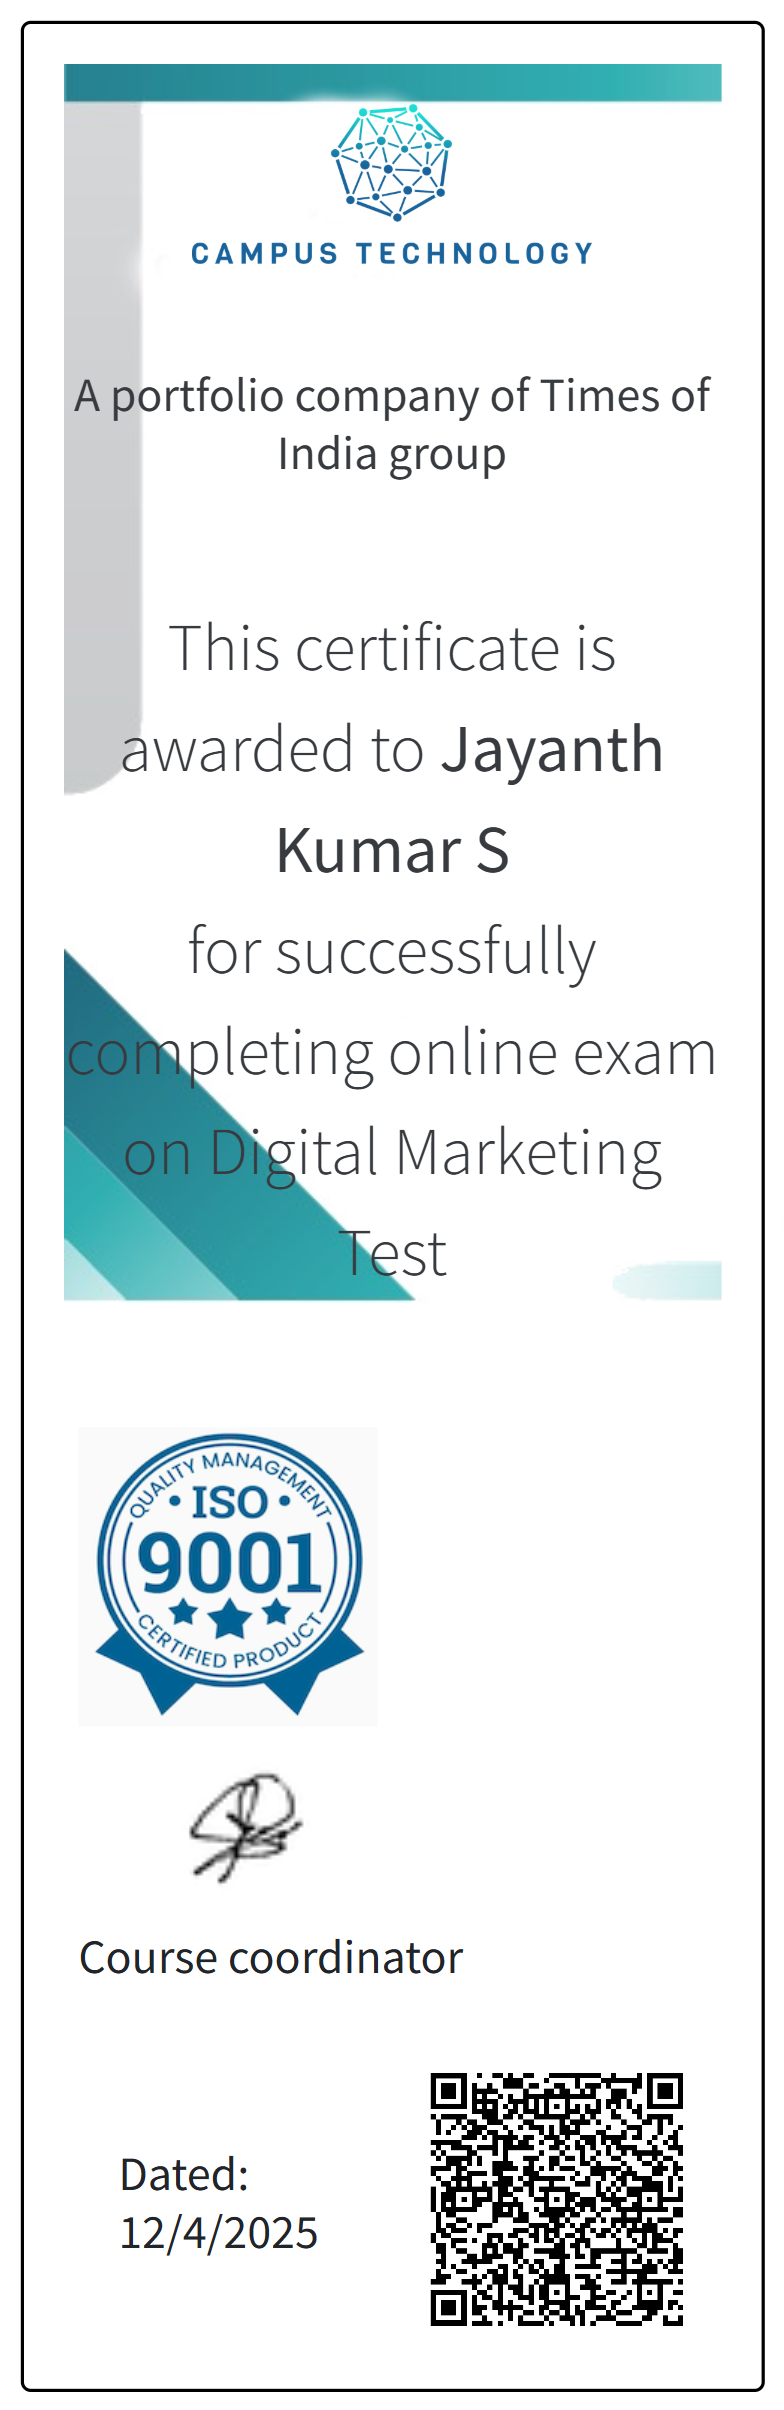 CAMPUS TECHNOLOGY
A portfolio company of Times of
India group
This certificate is
awarded to Jayanth
Kumar S
for successfully
completing online exam
on Digital Marketing
Test
QUALITY MANAGEMENT
• ISO •
9001
CERTIFIED PRODUCT
Course coordinator
Dated:
12/4/2025